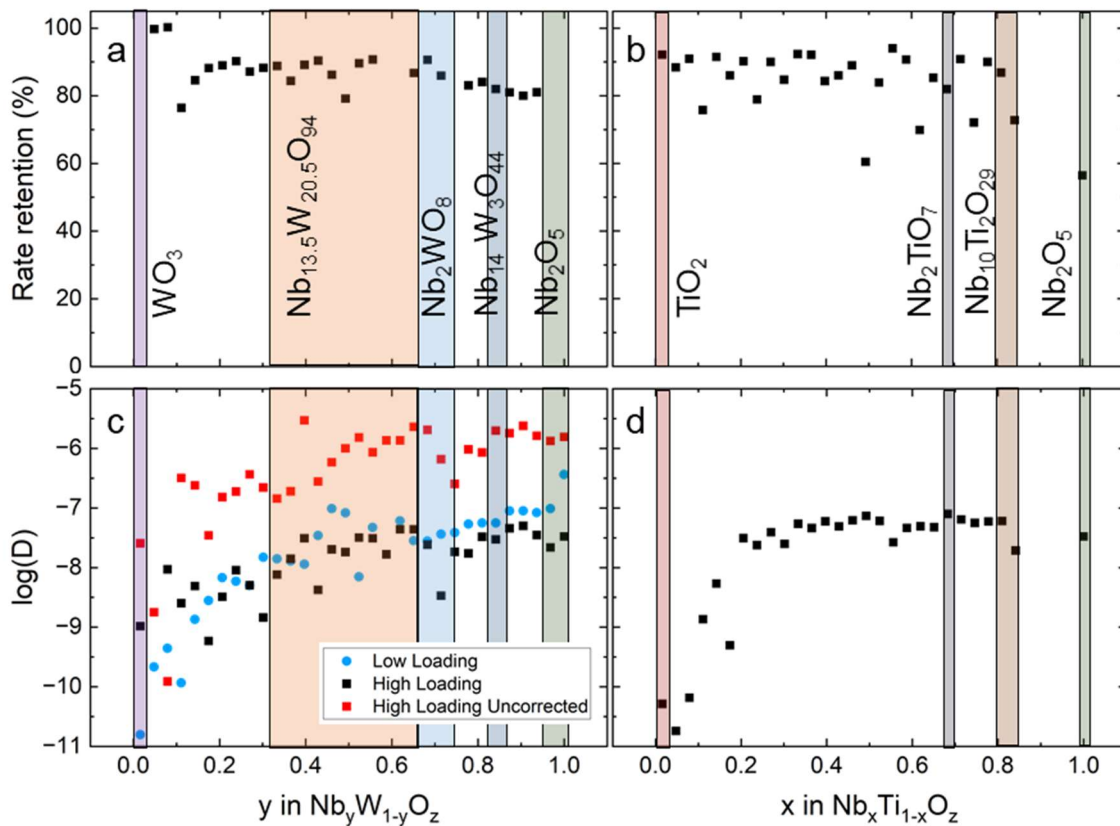 a
b
100
80
60
40
20
0
Rate retention (%)
WO3
Nb13.5W20.5O94
Nb2WO8
Nb14 W3O44
Nb2O5
TiO2
Nb2TiO7
Nb10Ti2O29
Nb2O5
c
d
−5
−6
−7
−8
−9
−10
−11
log(D)
Low Loading
High Loading
High Loading Uncorrected
0.0 0.2 0.4 0.6 0.8 1.0
0.0 0.2 0.4 0.6 0.8 1.0
y in NbyW1-yOz
x in NbxTi1-xOz